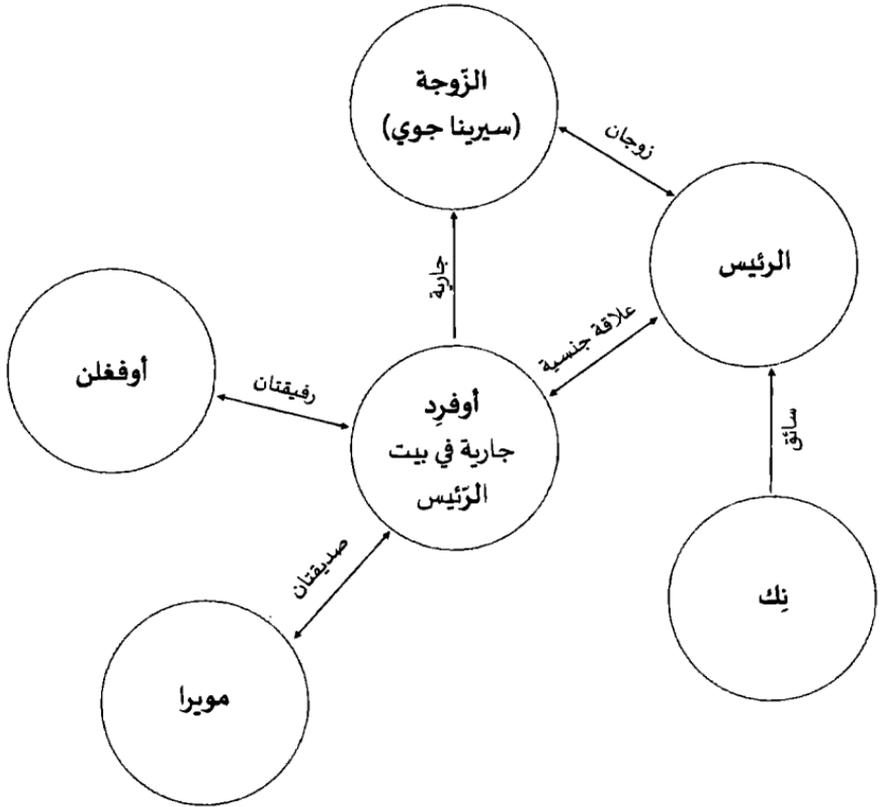 الزّوجة
(سيرينا جوي)
زوجان
الرئيس
جارية
علاقة جنسية
أوفغلن
رفيقتان
أوفرِد
جارية في بيت
الرّئيس
سائق
صديقتان
نِك
مويرا